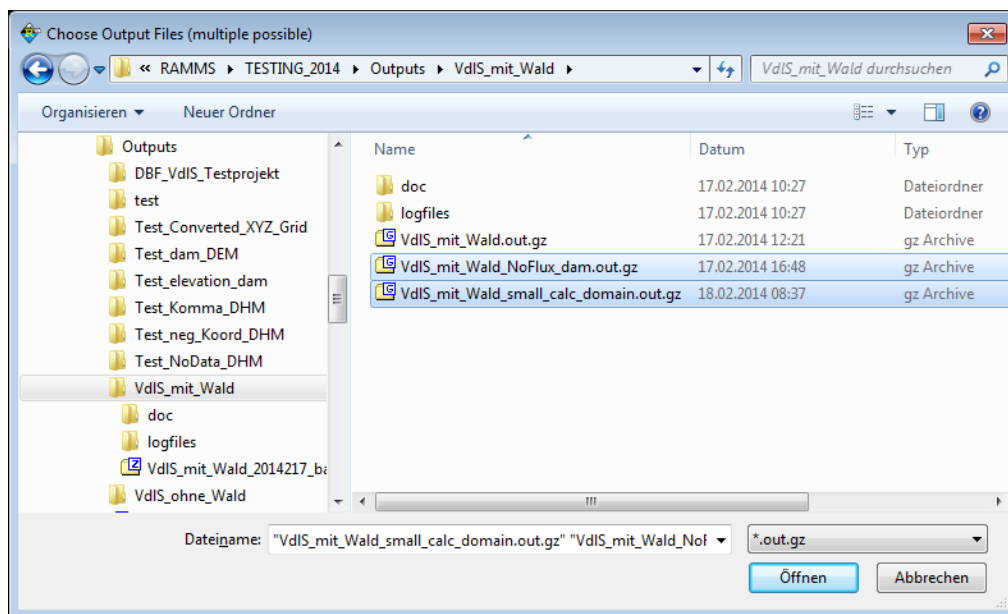 Choose Output Files (multiple possible)
« RAMMS ▸ TESTING_2014 ▸ Outputs ▸ VdlS_mit_Wald ▸
VdlS_mit_Wald durchsuchen
Organisieren ▾ Neuer Ordner
Outputs
DBF_VdlS_Testprojekt
test
Test_Converted_XYZ_Grid
Test_dam_DEM
Test_elevation_dam
Test_Komma_DHM
Test_neg_Koord_DHM
Test_NoData_DHM
VdlS_mit_Wald
doc
logfiles
VdlS_mit_Wald_2014217_ba
VdlS_ohne_Wald
Name Datum Typ
doc 17.02.2014 10:27 Dateiordner
logfiles 17.02.2014 10:27 Dateiordner
VdlS_mit_Wald.out.gz 17.02.2014 12:21 gz Archive
VdlS_mit_Wald_NoFlux_dam.out.gz 17.02.2014 16:48 gz Archive
VdlS_mit_Wald_small_calc_domain.out.gz 18.02.2014 08:37 gz Archive
Dateiname: "VdlS_mit_Wald_small_calc_domain.out.gz" "VdlS_mit_Wald_NoF
*.out.gz
Öffnen Abbrechen